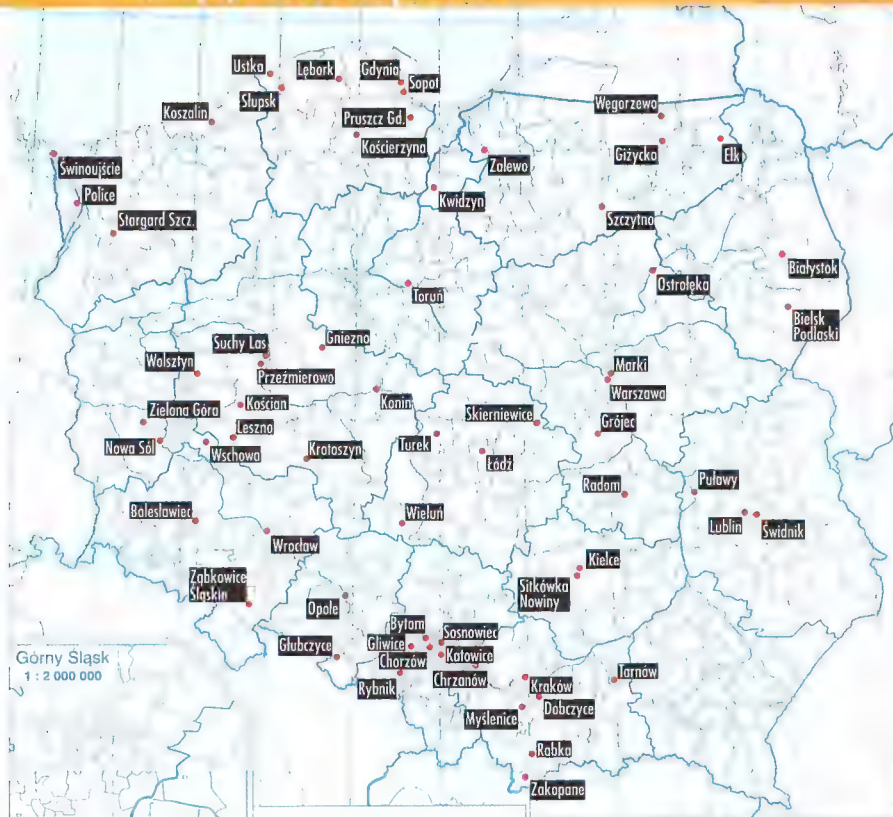 Ustka
Lębork
Gdynia
Sopot
Słupsk
Koszalin
Pruszcz Gd.
Węgorzewo
Kościerzyna
Giżycko
Ełk
Zalewo
Świnoujście
Police
Kwidzyn
Stargard Szcz.
Szczytno
Białystok
Ostrołęka
Toruń
Bielsk
Podlaski
Gniezno
Suchy Las
Wolsztyn
Przeźmierowo
Marki
Warszawa
Konin
Kościan
Skierniewice
Zielona Góra
Leszno
Grójec
Nowa Sól
Wschowa
Krotoszyn
Turek
Łódź
Radom
Puławy
Bolesławiec
Wieluń
Lublin
Świdnik
Wrocław
Kielce
Ząbkowice
Śląskin
Sitkówka
Nowiny
Opole
Bytom
Sosnowiec
Głubczyce
Gliwice
Katowice
Chorzów
Chrzanów
Rybnik
Tarnów
Kraków
Dobczyce
Myślenice
Rabka
Zakopane
Górny Śląsk
1 : 2 000 000